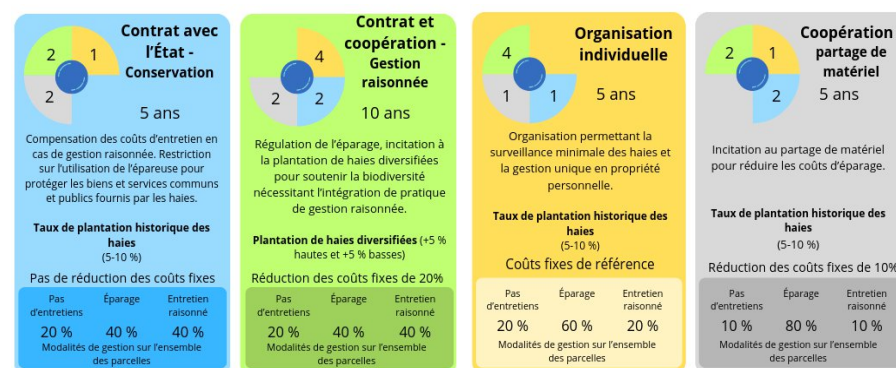 Contrat avec
l'État -
Conservation
2
1
2
5 ans
Compensation des coûts d'entretien en
cas de gestion raisonnée. Restriction
sur l'utilisation de l'épareuse pour
protéger les biens et services communs
et publics fournis par les haies.
Taux de plantation historique des
haies
(5-10 %)
Pas de réduction des coûts fixes
Pas
d'entretiens
Éparage
Entretien
raisonné
20 %
40 %
40 %
Modalités de gestion sur l'ensemble
des parcelles
Contrat et
coopération -
Gestion
raisonnée
4
2
2
10 ans
Régulation de l'éparage, incitation à
la plantation de haies diversifiées
pour soutenir la biodiversité
nécessitant l'intégration de pratique
de gestion raisonnée.
Plantation de haies diversifiées (+5 %
hautes et +5 % basses)
Réduction des coûts fixes de 20%
Pas
d'entretiens
Éparage
Entretien
raisonné
20 %
40 %
40 %
Modalités de gestion sur l'ensemble
des parcelles
Organisation
individuelle
4
1
1
5 ans
Organisation permettant la
surveillance minimale des haies et
la gestion unique en propriété
personnelle.
Taux de plantation historique des
haies
(5-10 %)
Coûts fixes de référence
Pas
d'entretiens
Éparage
Entretien
raisonné
20 %
60 %
20 %
Modalités de gestion sur l'ensemble
des parcelles
Coopération
partage de
matériel
2
1
2
5 ans
Incitation au partage de matériel
pour réduire les coûts d'éparage.
Taux de plantation historique des
haies
(5-10 %)
Réduction des coûts fixes de 10%
Pas
d'entretiens
Éparage
Entretien
raisonné
10 %
80 %
10 %
Modalités de gestion sur l'ensemble
des parcelles